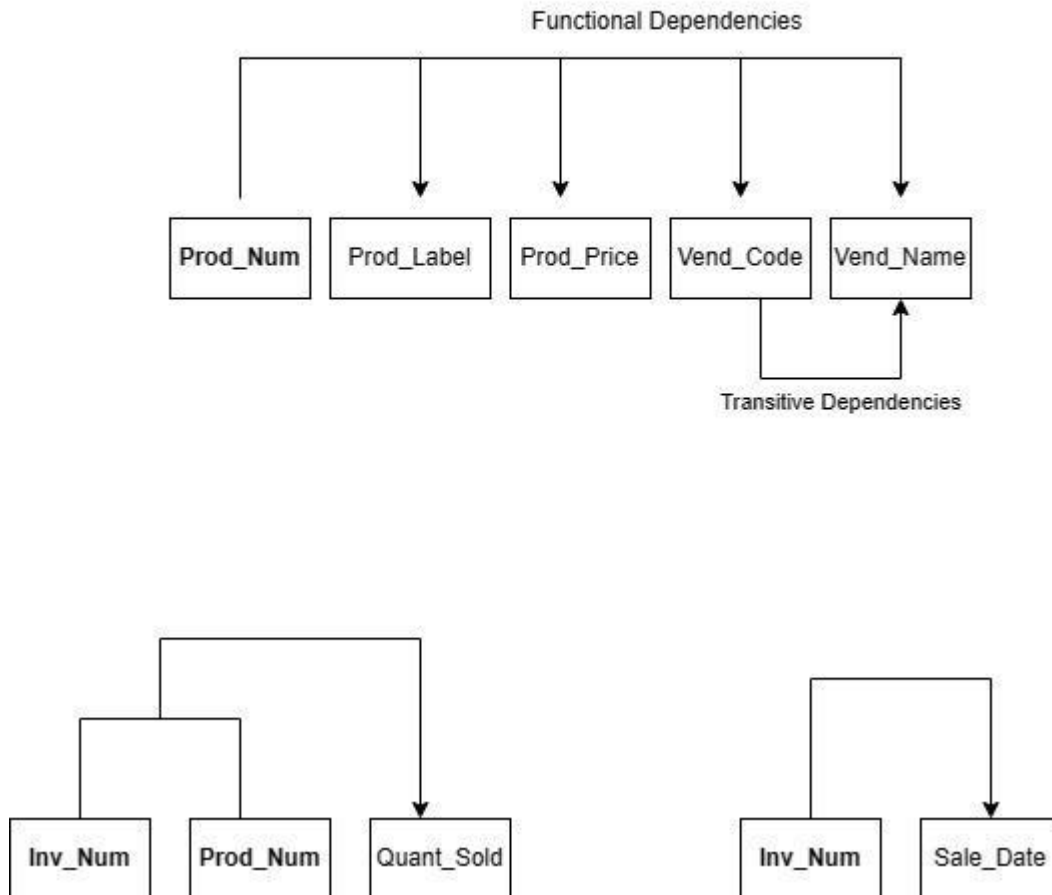 Functional Dependencies
Prod_Num Prod_Label Prod_Price Vend_Code Vend_Name
Transitive Dependencies
Inv_Num Prod_Num Quant_Sold Inv_Num Sale_Date